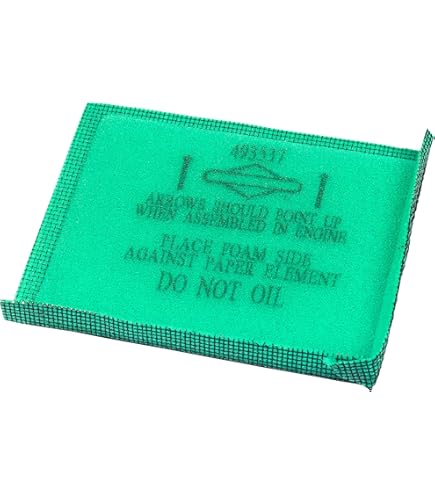 493537
ARROWS SHOULD POINT UP
WHEN ASSEMBLED IN ENGINE
PLACE FOAM SIDE
AGAINST PAPER ELEMENT
DO NOT OIL